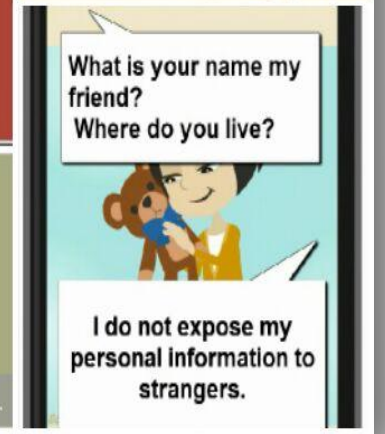 What is your name my
friend?
Where do you live?
I do not expose my
personal information to
strangers.